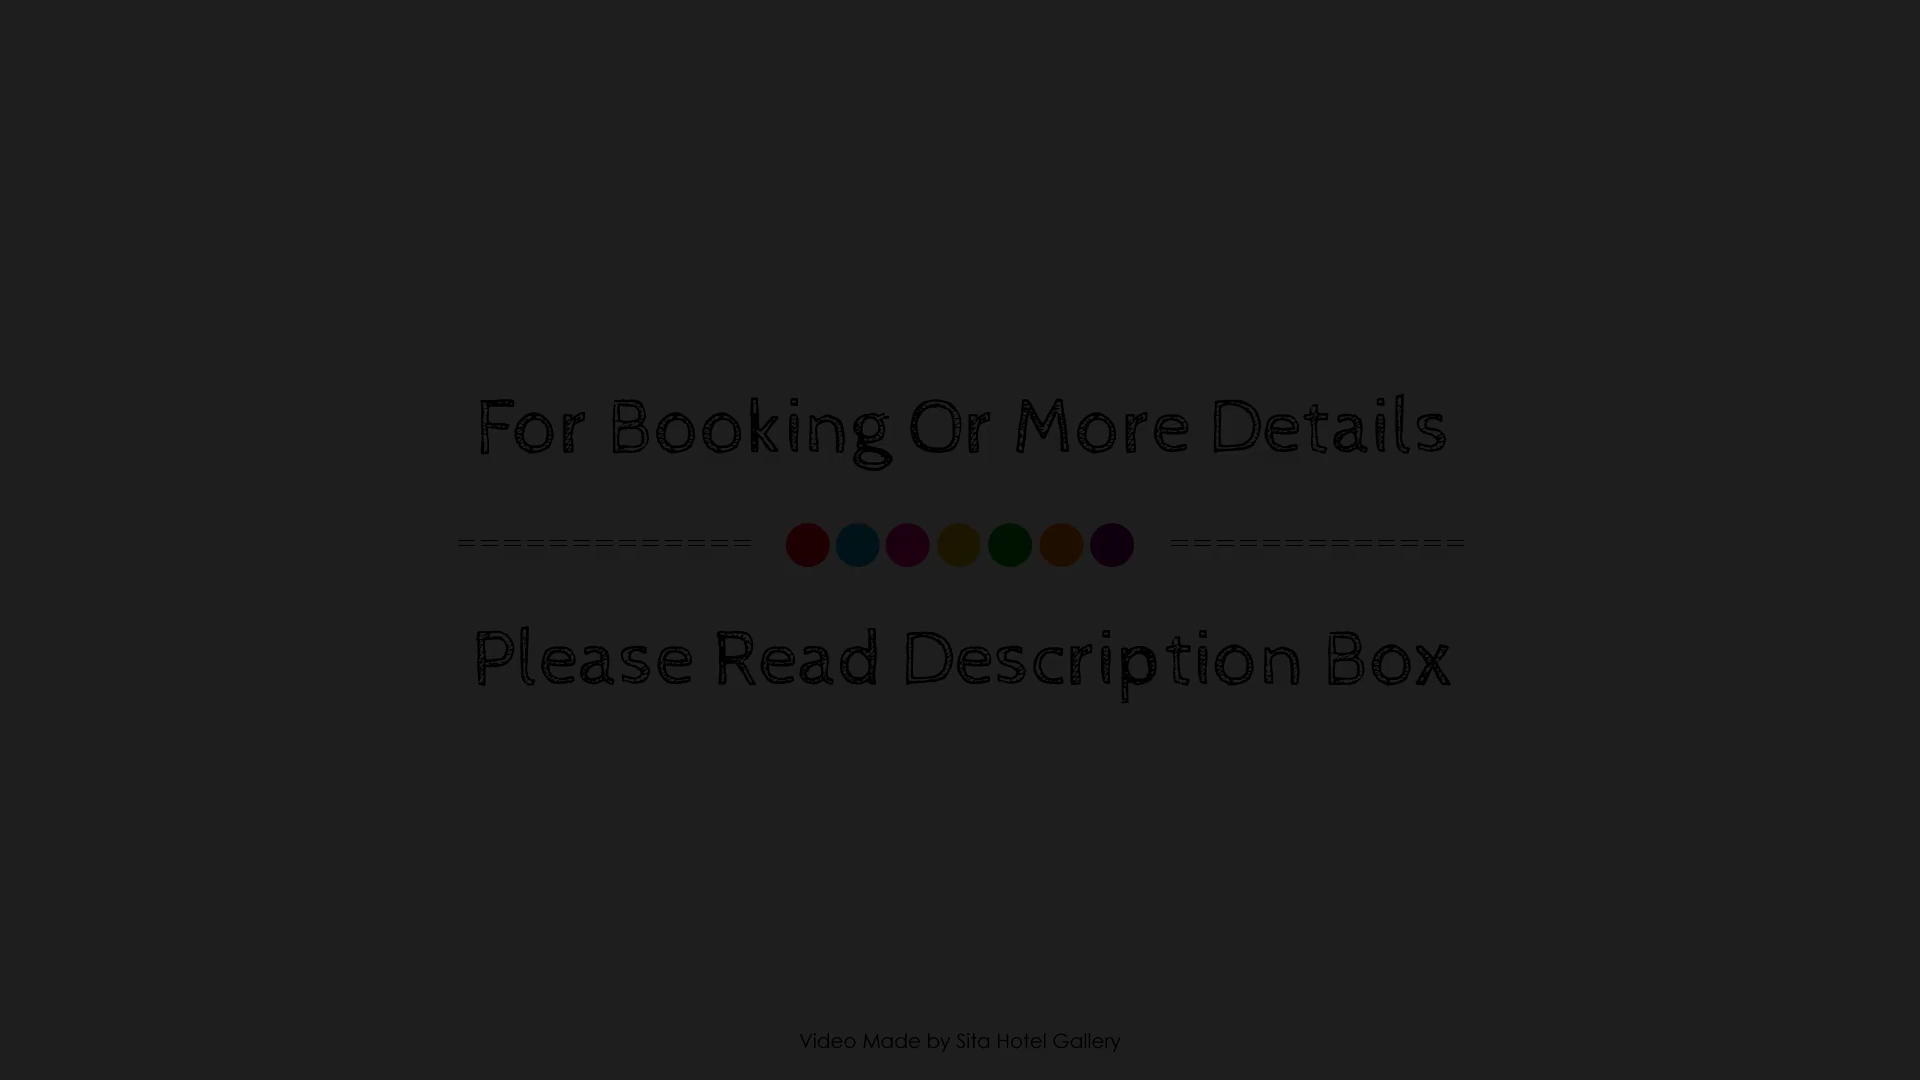 For Booking Or More Details
============= =============
Please Read Description Box
Video Made by Sita Hotel Gallery